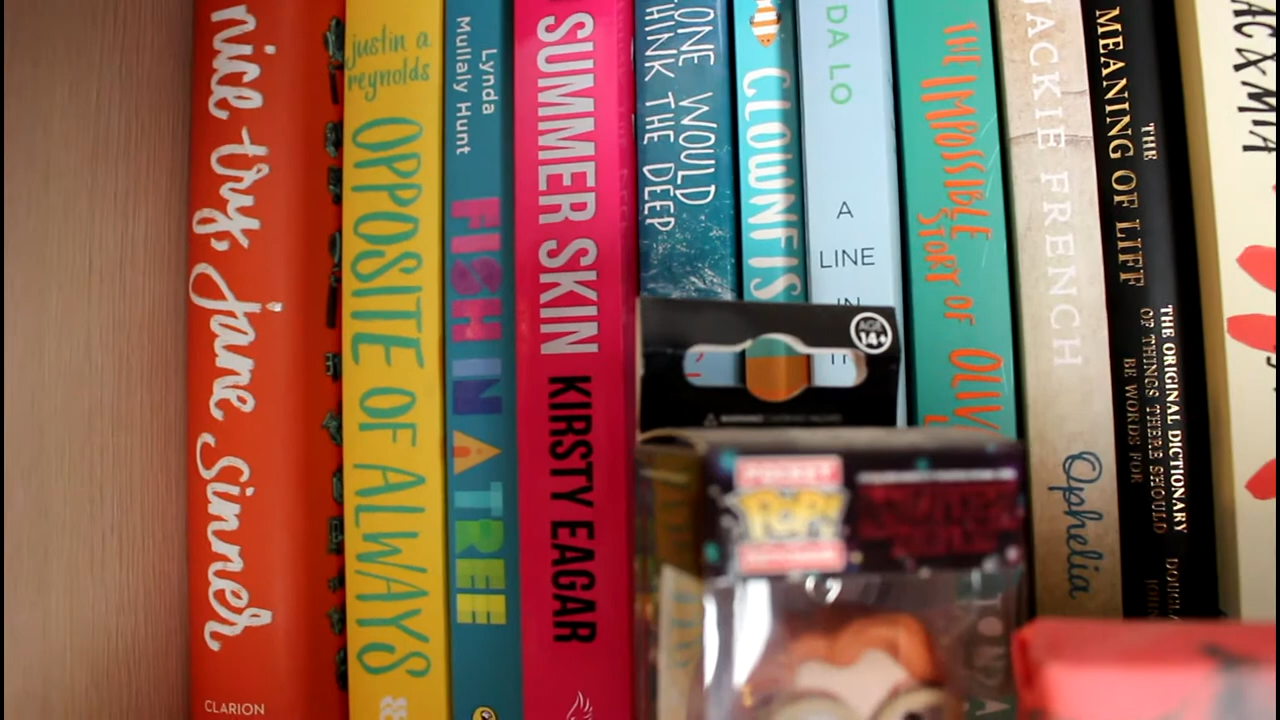 nice try, jane sinner
CLARION
justin a
reynolds
OPPOSITE OF ALWAYS
Lynda
Mullaly Hunt
FISH IN A TREE
SUMMER SKIN KIRSTY EAGAR
ONE WOULD
THINK THE DEEP
CLOWNFIS
DA LO
A
LINE
IN
THE IMPOSSIBLE
STORY OF OLIV
JACKIE FRENCH
Ophelia
THE
MEANING OF LIFF
THE ORIGINAL DICTIONARY
OF THINGS THERE SHOULD
BE WORDS FOR
AGE
14+
POCKET
POP!